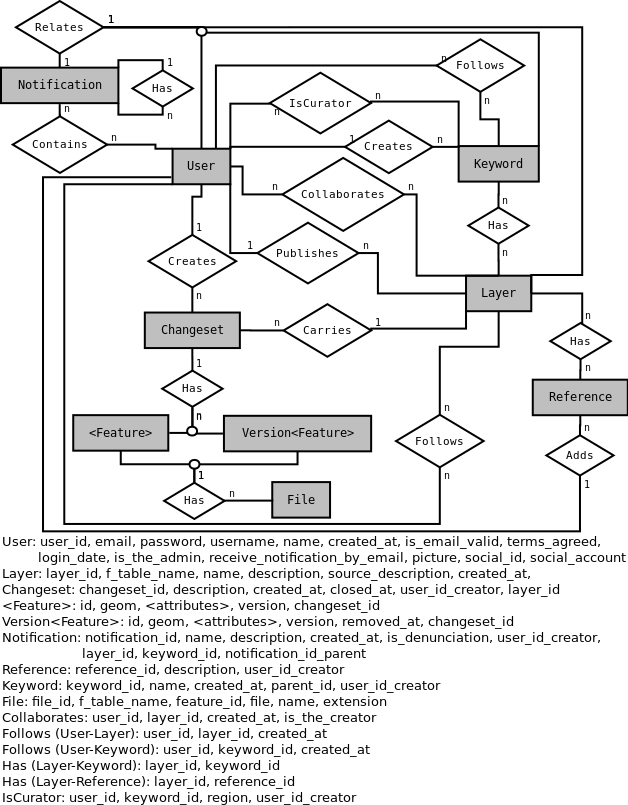 Relates 1
1
Notification
1
Has
n
n
Contains n
n Follows
n
IsCurator n
n
1 Creates n
User
Keyword
n Collaborates n
n
Has
n
1
1 Publishes n
Creates
n
Layer
Changeset
n Carries 1
n
Has
n
1
Has
n
Reference
n
<Feature>
Version<Feature>
n
Follows
n
Adds
1
1
Has n
File
User: user_id, email, password, username, name, created_at, is_email_valid, terms_agreed,
login_date, is_the_admin, receive_notification_by_email, picture, social_id, social_account
Layer: layer_id, f_table_name, name, description, source_description, created_at,
Changeset: changeset_id, description, created_at, closed_at, user_id_creator, layer_id
<Feature>: id, geom, <attributes>, version, changeset_id
Version<Feature>: id, geom, <attributes>, version, removed_at, changeset_id
Notification: notification_id, name, description, created_at, is_denunciation, user_id_creator,
layer_id, keyword_id, notification_id_parent
Reference: reference_id, description, user_id_creator
Keyword: keyword_id, name, created_at, parent_id, user_id_creator
File: file_id, f_table_name, feature_id, file, name, extension
Collaborates: user_id, layer_id, created_at, is_the_creator
Follows (User-Layer): user_id, layer_id, created_at
Follows (User-Keyword): user_id, keyword_id, created_at
Has (Layer-Keyword): layer_id, keyword_id
Has (Layer-Reference): layer_id, reference_id
IsCurator: user_id, keyword_id, region, user_id_creator